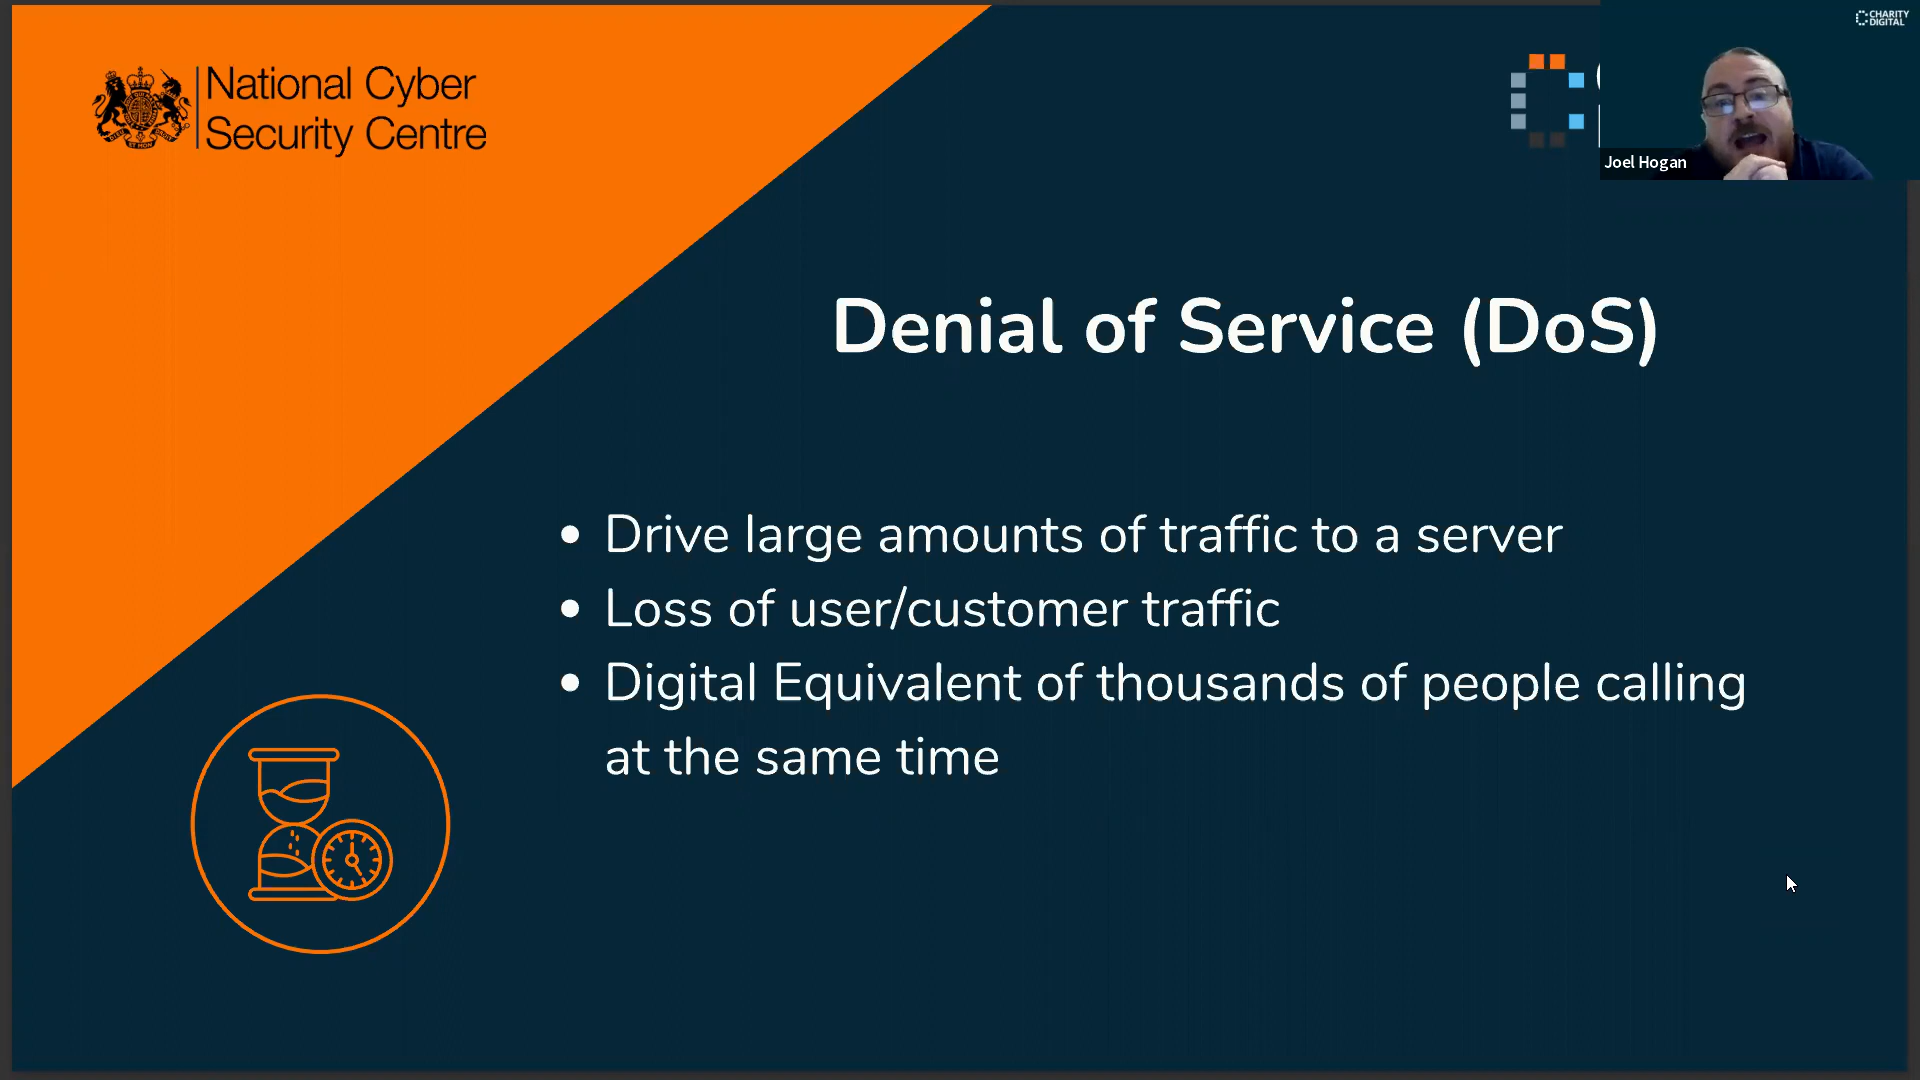 National Cyber
Security Centre
CHARITY
DIGITAL
Joel Hogan
Denial of Service (DoS)
• Drive large amounts of traffic to a server
• Loss of user/customer traffic
• Digital Equivalent of thousands of people calling
at the same time